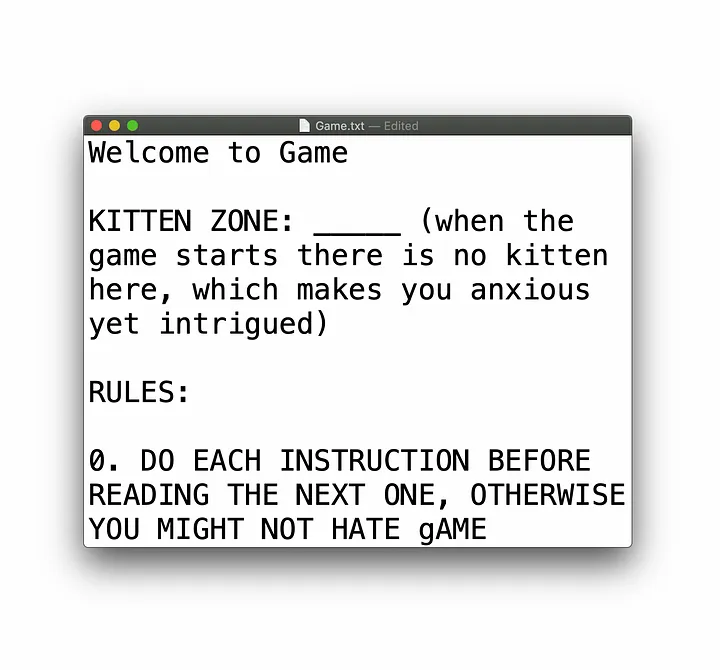 Game.txt — Edited
Welcome to Game
KITTEN ZONE: _____ (when the
game starts there is no kitten
here, which makes you anxious
yet intrigued)
RULES:
0. DO EACH INSTRUCTION BEFORE
READING THE NEXT ONE, OTHERWISE
YOU MIGHT NOT HATE gAME